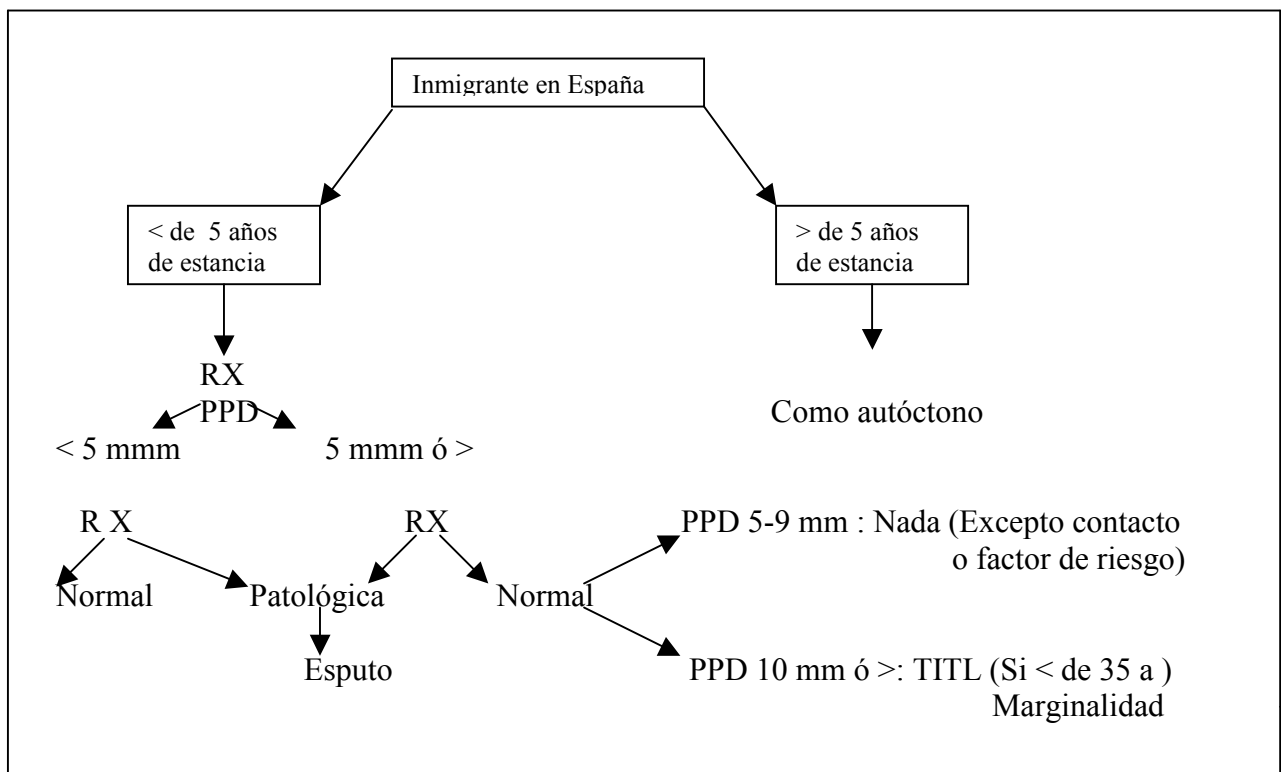 Inmigrante en España
< de 5 años
de estancia
> de 5 años
de estancia
RX
PPD
Como autóctono
< 5 mmm
5 mmm ó >
R X
RX
PPD 5-9 mm : Nada (Excepto contacto
o factor de riesgo)
Normal
Patológica
Normal
Esputo
PPD 10 mm ó >: TITL (Si < de 35 a )
Marginalidad